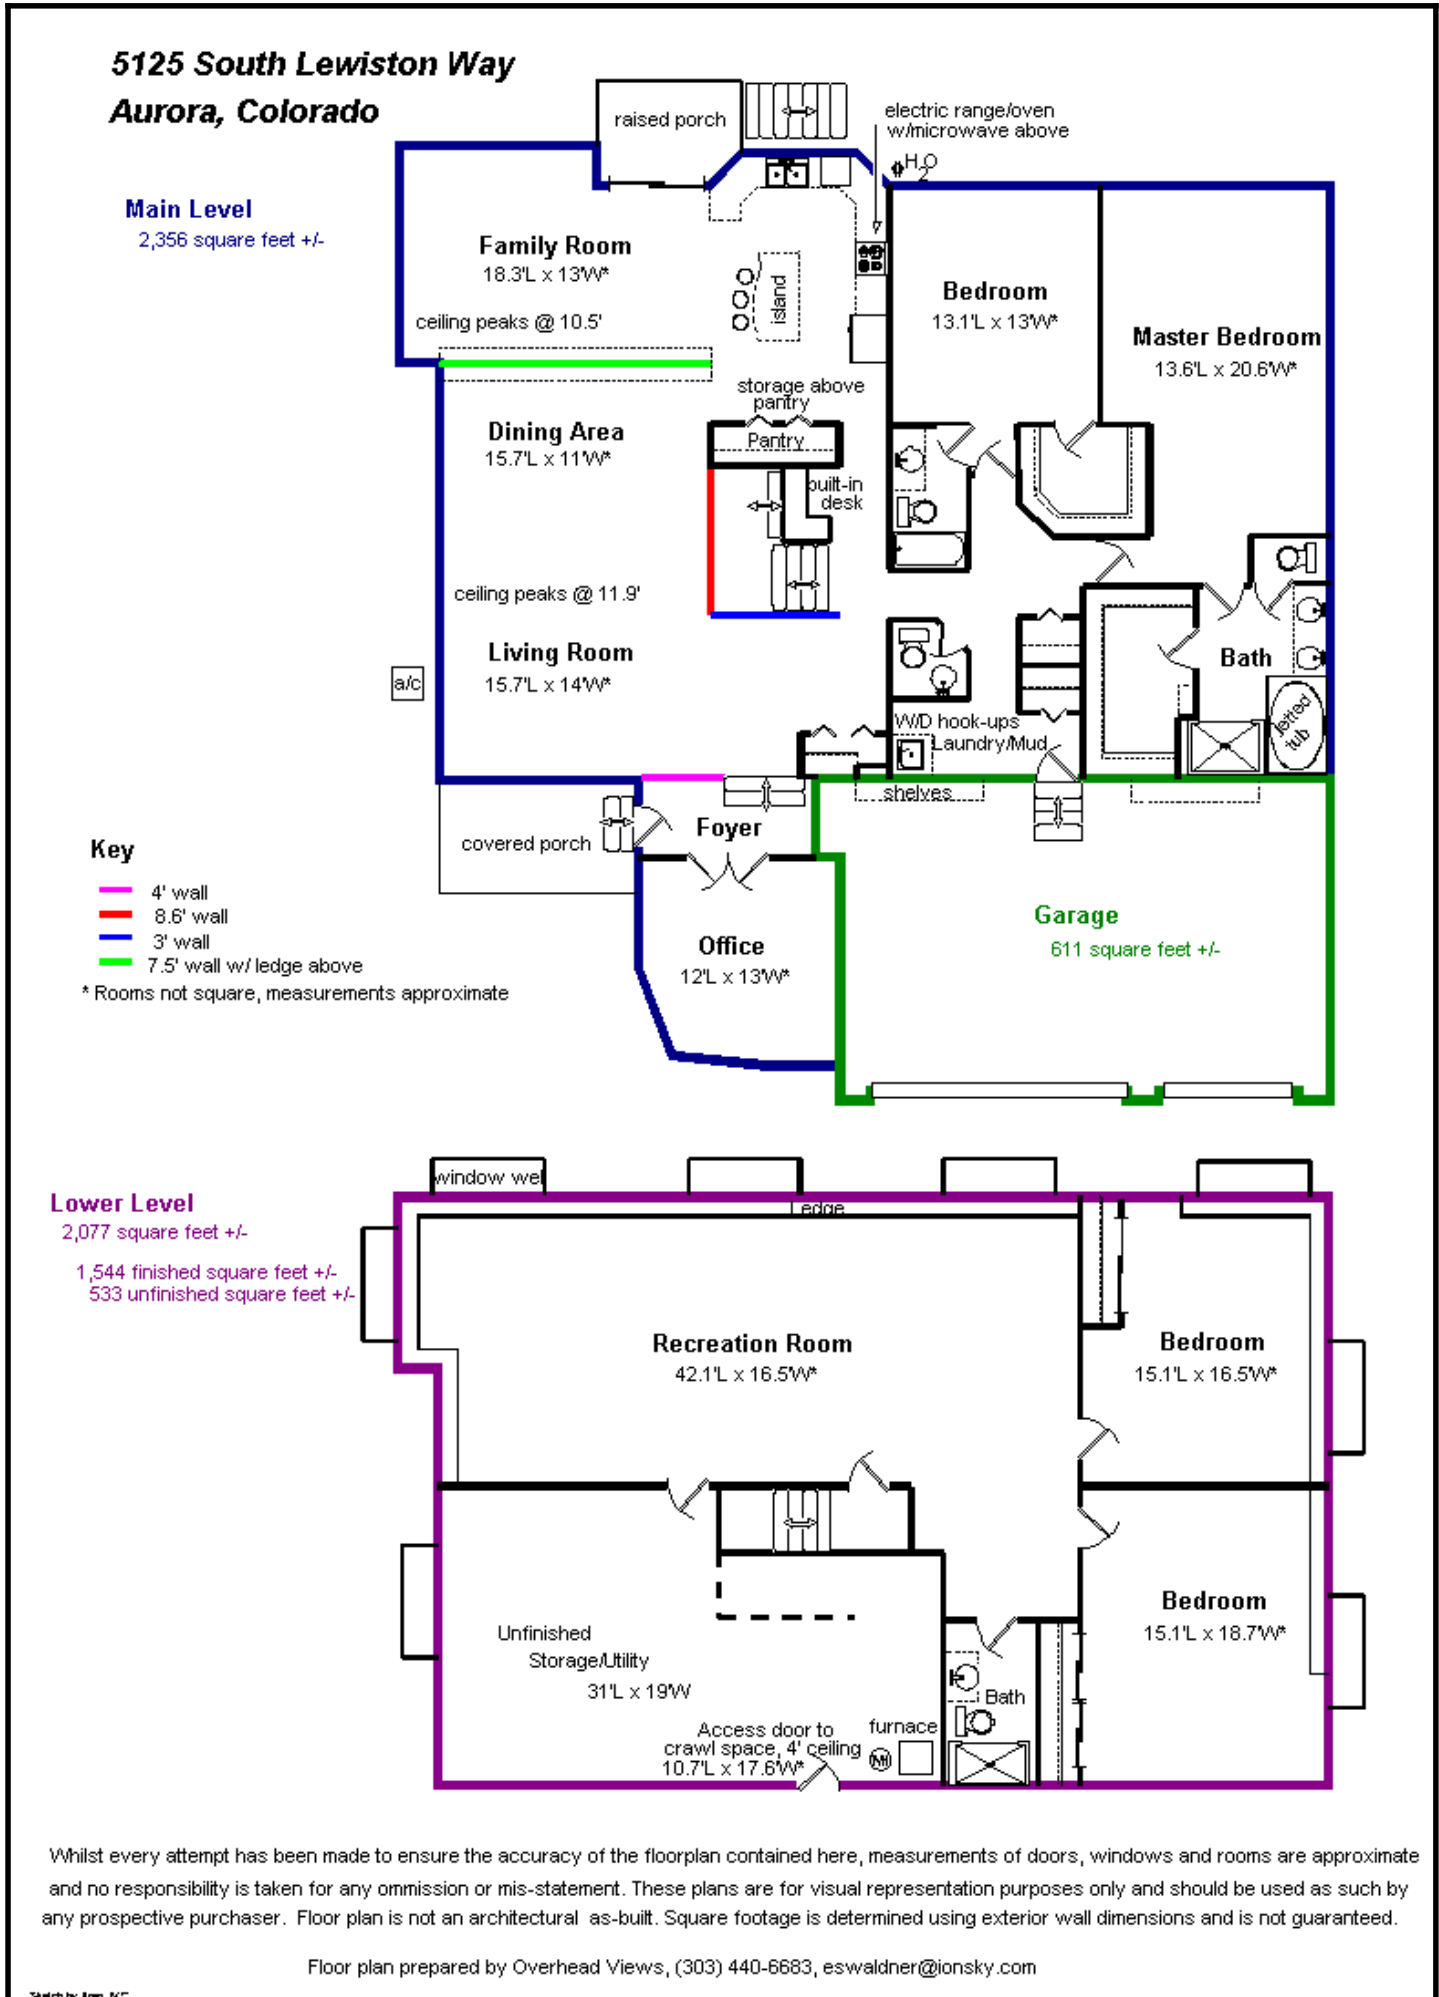 5125 South Lewiston Way
Aurora, Colorado
raised porch
electric range/oven
w/microwave above
H2O
Main Level
2,356 square feet +/-
Family Room
18.3'L x 13'W*
ceiling peaks @ 10.5'
island
Bedroom
13.1'L x 13'W*
Master Bedroom
13.6'L x 20.6'W*
storage above
pantry
Pantry
Dining Area
15.7'L x 11'W*
built-in
desk
ceiling peaks @ 11.9'
Living Room
15.7'L x 14'W*
a/c
Bath
jetted
tub
W/D hook-ups
Laundry/Mud
shelves
Foyer
covered porch
Key
4' wall
8.6' wall
3' wall
7.5' wall w/ ledge above
* Rooms not square, measurements approximate
Office
12'L x 13'W*
Garage
611 square feet +/-
window wel
Lower Level
2,077 square feet +/-
1,544 finished square feet +/-
533 unfinished square feet +/-
Ledge
Recreation Room
42.1'L x 16.5'W*
Bedroom
15.1'L x 16.5'W*
Bedroom
15.1'L x 18.7'W*
Unfinished
Storage/Utility
31'L x 19'W
Bath
furnace
Access door to
crawl space, 4' ceiling
10.7'L x 17.6'W*
Whilst every attempt has been made to ensure the accuracy of the floorplan contained here, measurements of doors, windows and rooms are approximate
and no responsibility is taken for any ommission or mis-statement. These plans are for visual representation purposes only and should be used as such by
any prospective purchaser. Floor plan is not an architectural as-built. Square footage is determined using exterior wall dimensions and is not guaranteed.
Floor plan prepared by Overhead Views, (303) 440-6683, eswaldner@ionsky.com